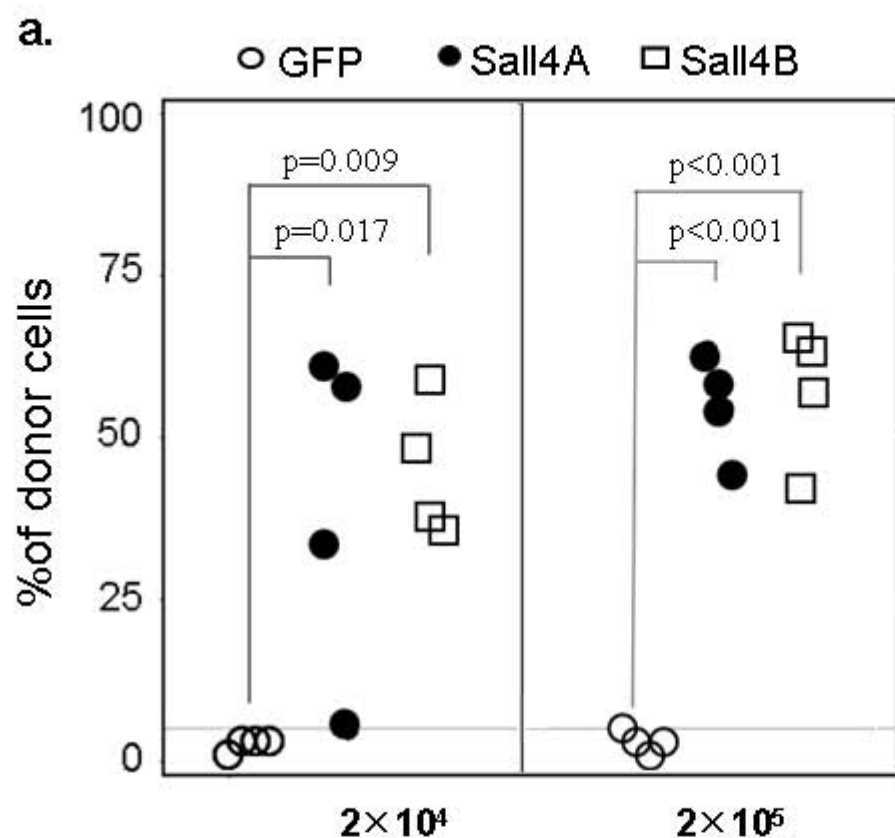 a.
GFP Sall4A Sall4B
100
p=0.009 p<0.001
p=0.017 p<0.001
75
50
25
0
%of donor cells
2×10⁴ 2×10⁵